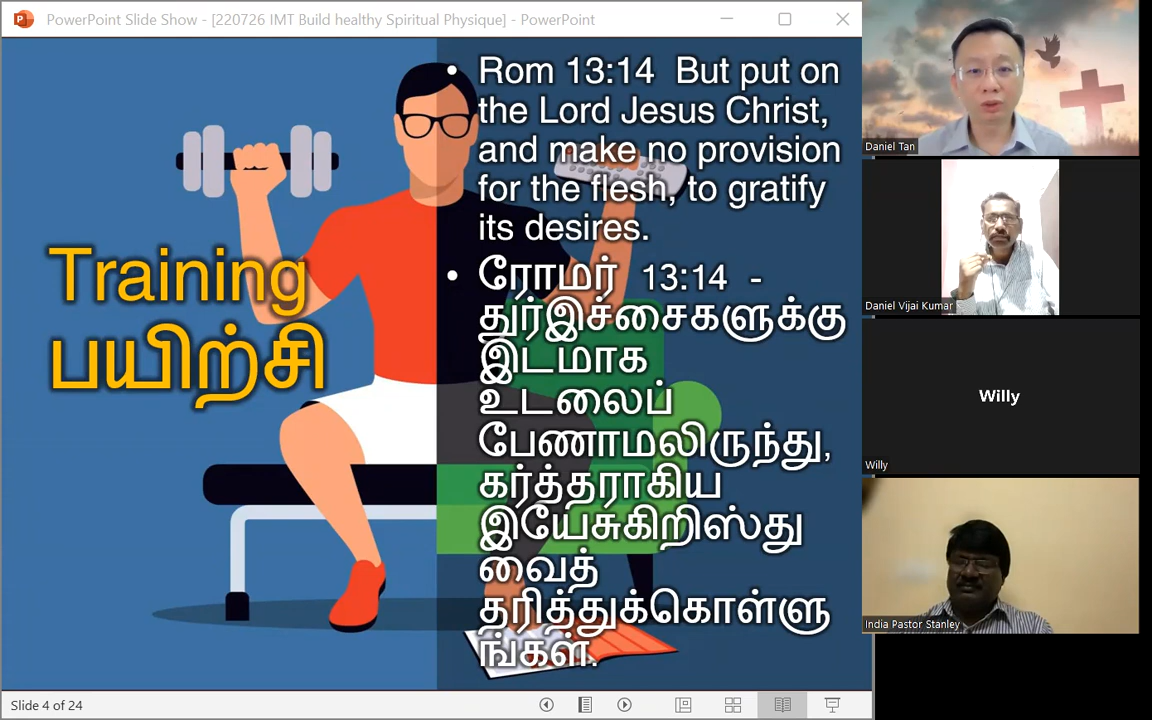 PowerPoint Slide Show - [220726 IMT Build healthy Spiritual Physique] - PowerPoint
Training
பயிற்சி
• Rom 13:14 But put on
the Lord Jesus Christ,
and make no provision
for the flesh, to gratify
its desires.
• ரோமர் 13:14 -
துர்இச்சைகளுக்கு
இடமாக
உடலைப்
பேணாமலிருந்து,
கர்த்தராகிய
இயேசுகிறிஸ்து
வைத்
தரித்துக்கொள்ளு
ங்கள்.
Slide 4 of 24
Daniel Tan
Daniel Vijai Kumar
Willy
Willy
India Pastor Stanley